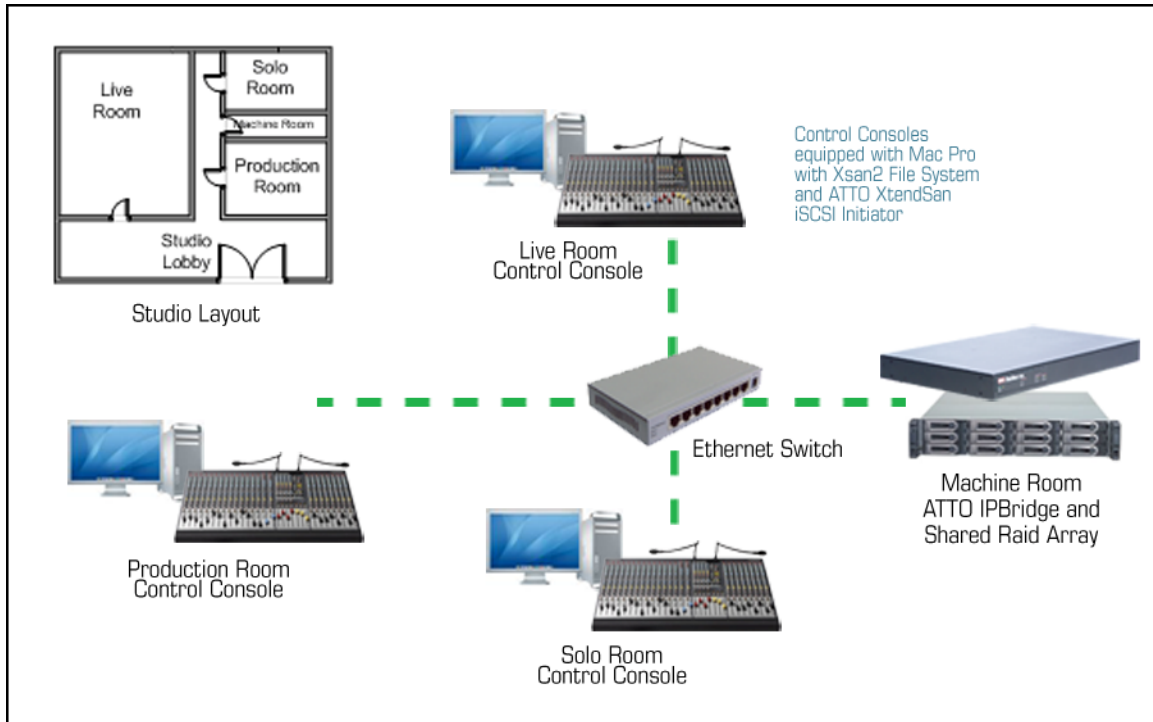 Live
Room
Solo
Room
Machine Room
Production
Room
Studio
Lobby
Studio Layout
Control Consoles
equipped with Mac Pro
with Xsan2 File System
and ATTO XtendSan
iSCSI Initiator
Live Room
Control Console
Ethernet Switch
Machine Room
ATTO IPBridge and
Shared Raid Array
Production Room
Control Console
Solo Room
Control Console